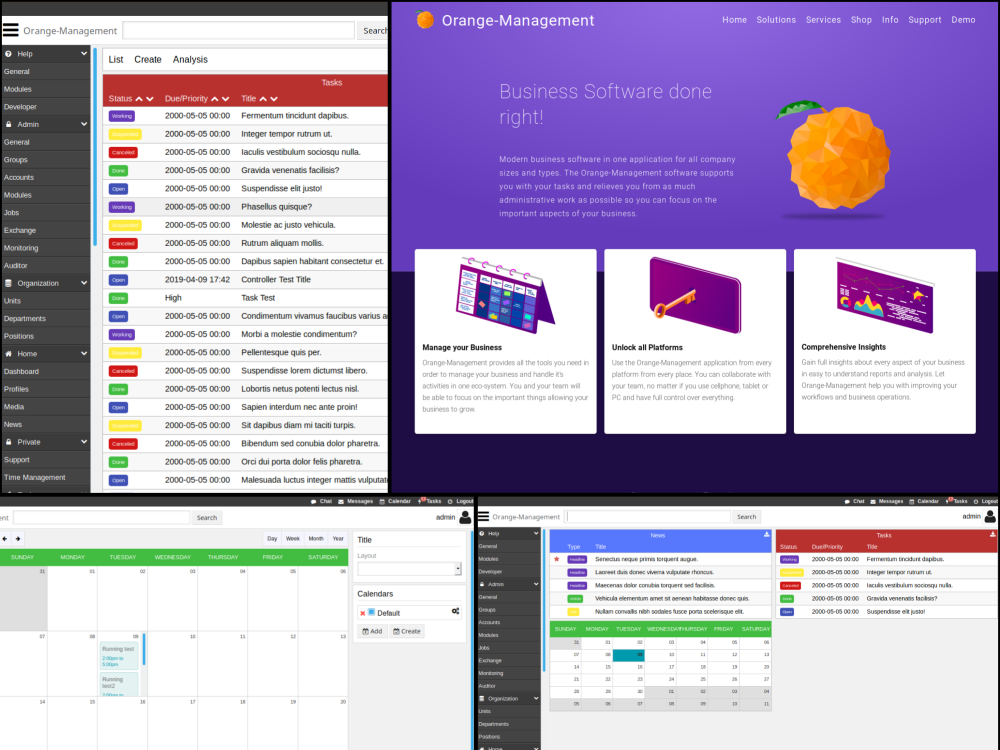 Orange-Management
Search
Help
General
Modules
Developer
Admin
General
Groups
Accounts
Modules
Jobs
Exchange
Monitoring
Auditor
Organization
Units
Departments
Positions
Home
Dashboard
Profiles
Media
News
Private
Support
Time Management
List Create Analysis
Tasks
Status Due/Priority Title
Working 2000-05-05 00:00 Fermentum tincidunt dapibus.
Suspended 2000-05-05 00:00 Integer tempor rutrum ut.
Canceled 2000-05-05 00:00 Iaculis vestibulum sociosqu nulla.
Done 2000-05-05 00:00 Gravida venenatis facilisis?
Open 2000-05-05 00:00 Suspendisse elit justo!
Working 2000-05-05 00:00 Phasellus quisque?
Suspended 2000-05-05 00:00 Molestie ac justo vehicula.
Canceled 2000-05-05 00:00 Rutrum aliquam mollis.
Done 2000-05-05 00:00 Dapibus sapien habitant consectetur et.
Open 2019-04-09 17:42 Controller Test Title
Done High Task Test
Open 2000-05-05 00:00 Condimentum vivamus faucibus varius a
Working 2000-05-05 00:00 Morbi a molestie condimentum?
Suspended 2000-05-05 00:00 Pellentesque quis per.
Canceled 2000-05-05 00:00 Suspendisse lorem dictumst libero.
Done 2000-05-05 00:00 Lobortis netus potenti lectus nisl.
Open 2000-05-05 00:00 Sapien interdum nec ante proin!
Suspended 2000-05-05 00:00 Sit dapibus diam mi taciti turpis.
Canceled 2000-05-05 00:00 Bibendum sed conubia dolor pharetra.
Done 2000-05-05 00:00 Orci dui porta dolor felis pharetra.
Open 2000-05-05 00:00 Malesuada luctus integer mattis vulputat
Orange-Management
Home Solutions Services Shop Info Support Demo
Business Software done
right!
Modern business software in one application for all company
sizes and types. The Orange-Management software supports
you with your tasks and relieves you from as much
administrative work as possible so you can focus on the
important aspects of your business.
Manage your Business
Orange-Management provides all the tools you need in
order to manage your business and handle it's
activities in one eco-system. You and your team will
be able to focus on the important things allowing your
business to grow.
Unlock all Platforms
Use the Orange-Management application from every
platform from every place. You can collaborate with
your team, no matter if you use cellphone, tablet or
PC and have full control over everything.
Comprehensive Insights
Gain full insights about every aspect of your business
in easy to understand reports and analysis. Let
Orange-Management help you with improving your
workflows and business operations.
Chat Messages Calendar Tasks Logout
ent
Search
admin
Day Week Month Year
SUNDAY MONDAY TUESDAY WEDNESDAY THURSDAY FRIDAY SATURDAY
31 01 02 03 04 05 06
07 08 09 10 11 12 13
Running test
2:00pm to
5:00pm
Running
test2
14 15 16 17 18 19 20
Title
Layout
Calendars
Default
Add Create
Chat Messages Calendar Tasks Logout
Orange-Management
Search
admin
Help
General
Modules
Developer
Admin
General
Groups
Accounts
Modules
Jobs
Exchange
Monitoring
Auditor
Organization
Units
Departments
Positions
Home
News
Type Title
Headline Senectus neque primis torquent augue.
Headline Laoreet duis donec viverra vulputate rhoncus.
Headline Maecenas dolor conubia torquent sed facilisis.
Vehicula elementum amet sit aenean habitasse donec quis.
Nullam convallis nibh sodales fusce porta scelerisque elit.
Tasks
Status Due/Priority Title
Working 2000-05-05 00:00 Fermentum tincidunt dapibus.
2000-05-05 00:00 Integer tempor rutrum ut.
Canceled 2000-05-05 00:00 Iaculis vestibulum sociosqu nulla.
Done 2000-05-05 00:00 Gravida venenatis facilisis?
Open 2000-05-05 00:00 Suspendisse elit justo!
SUNDAY MONDAY TUESDAY WEDNESDAY THURSDAY FRIDAY SATURDAY
31 01 02 03 04 05 06
07 08 09 10 11 12 13
14 15 16 17 18 19 20
21 22 23 24 25 26 27
28 29 30 01 02 03 04
05 06 07 08 09 10 11